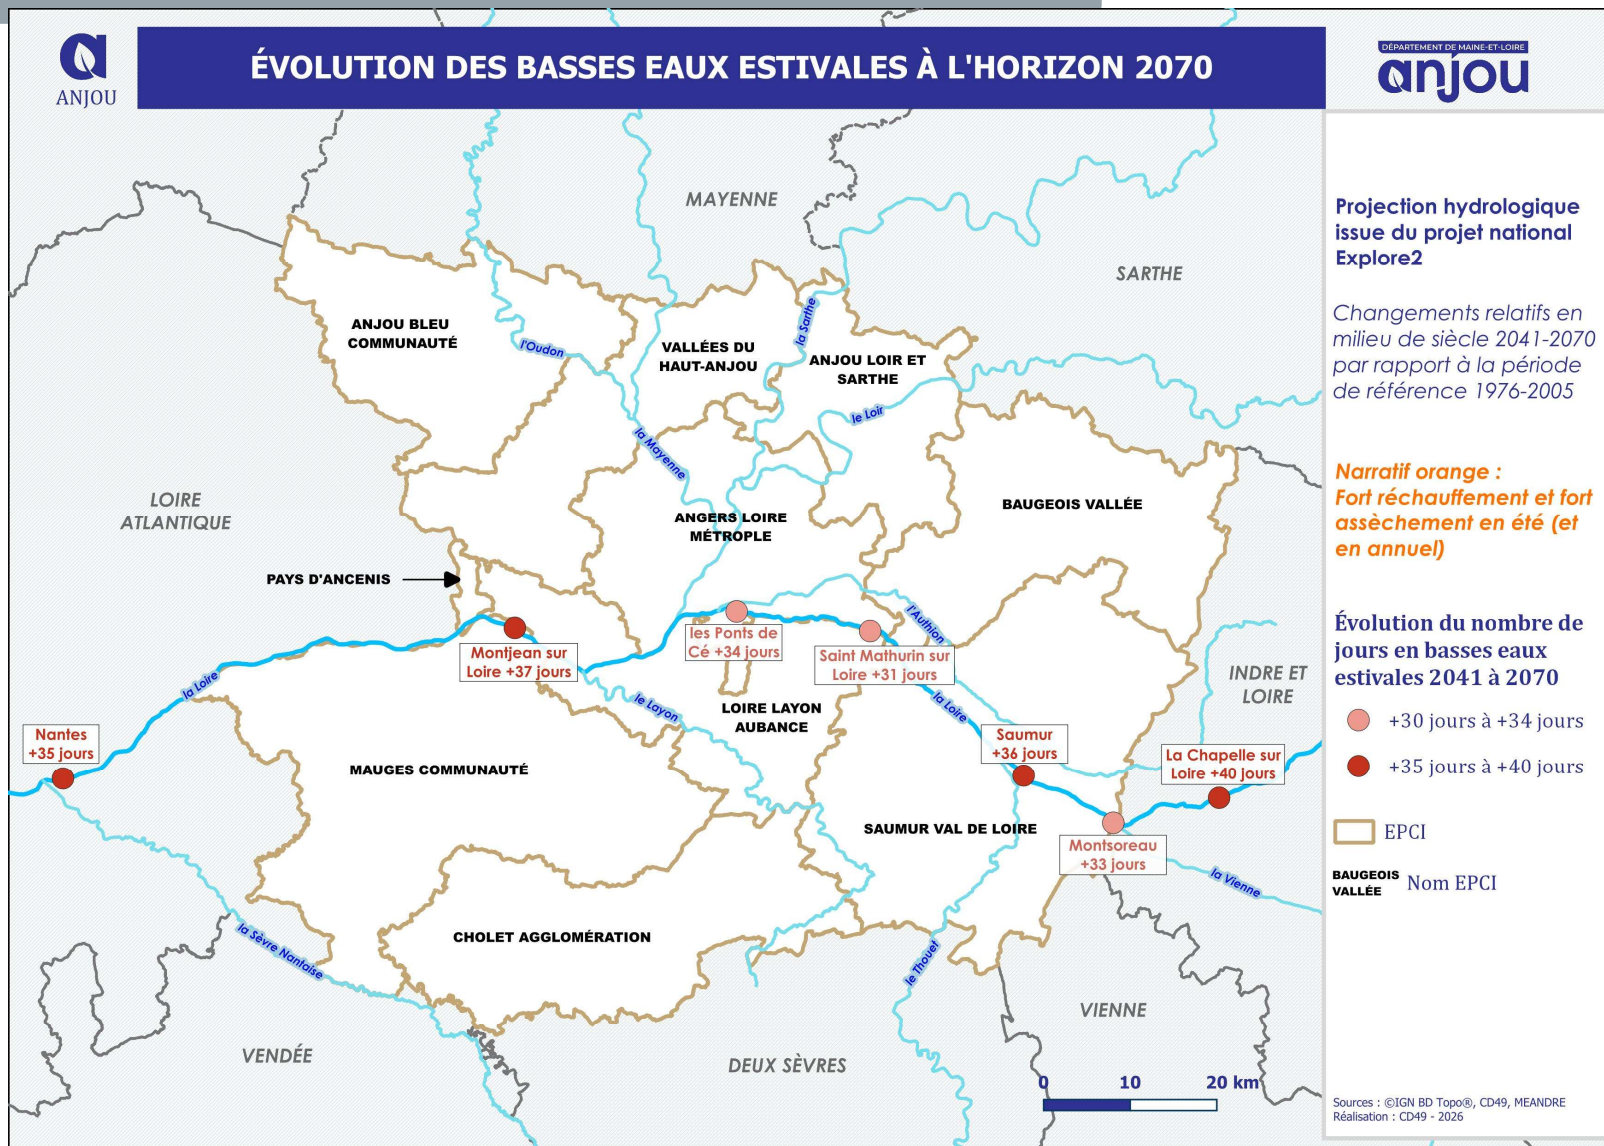 ANJOU
ÉVOLUTION DES BASSES EAUX ESTIVALES À L'HORIZON 2070
DÉPARTEMENT DE MAINE-ET-LOIRE
anjou
Projection hydrologique
issue du projet national
Explore2
Changements relatifs en
milieu de siècle 2041-2070
par rapport à la période
de référence 1976-2005
Narratif orange :
Fort réchauffement et fort
assèchement en été (et
en annuel)
Évolution du nombre de
jours en basses eaux
estivales 2041 à 2070
+30 jours à +34 jours
+35 jours à +40 jours
EPCI
BAUGEOIS
VALLÉE
Nom EPCI
Sources : ©IGN BD Topo®, CD49, MEANDRE
Réalisation : CD49 - 2026
MAYENNE
SARTHE
ANJOU BLEU
COMMUNAUTÉ
l'Oudon
VALLÉES DU
HAUT-ANJOU
la Sarthe
ANJOU LOIR ET
SARTHE
le Loir
la Mayenne
LOIRE
ATLANTIQUE
ANGERS LOIRE
MÉTROPLE
BAUGEOIS VALLÉE
PAYS D'ANCENIS
l'Authion
les Ponts de
Cé +34 jours
Montjean sur
Loire +37 jours
Saint Mathurin sur
Loire +31 jours
la Loire
le Layon
LOIRE LAYON
AUBANCE
la Loire
INDRE ET
LOIRE
Nantes
+35 jours
Saumur
+36 jours
La Chapelle sur
Loire +40 jours
MAUGES COMMUNAUTÉ
SAUMUR VAL DE LOIRE
Montsoreau
+33 jours
la Vienne
la Sèvre Nantaise
CHOLET AGGLOMÉRATION
le Thouet
VIENNE
VENDÉE
DEUX SÈVRES
0 10 20 km